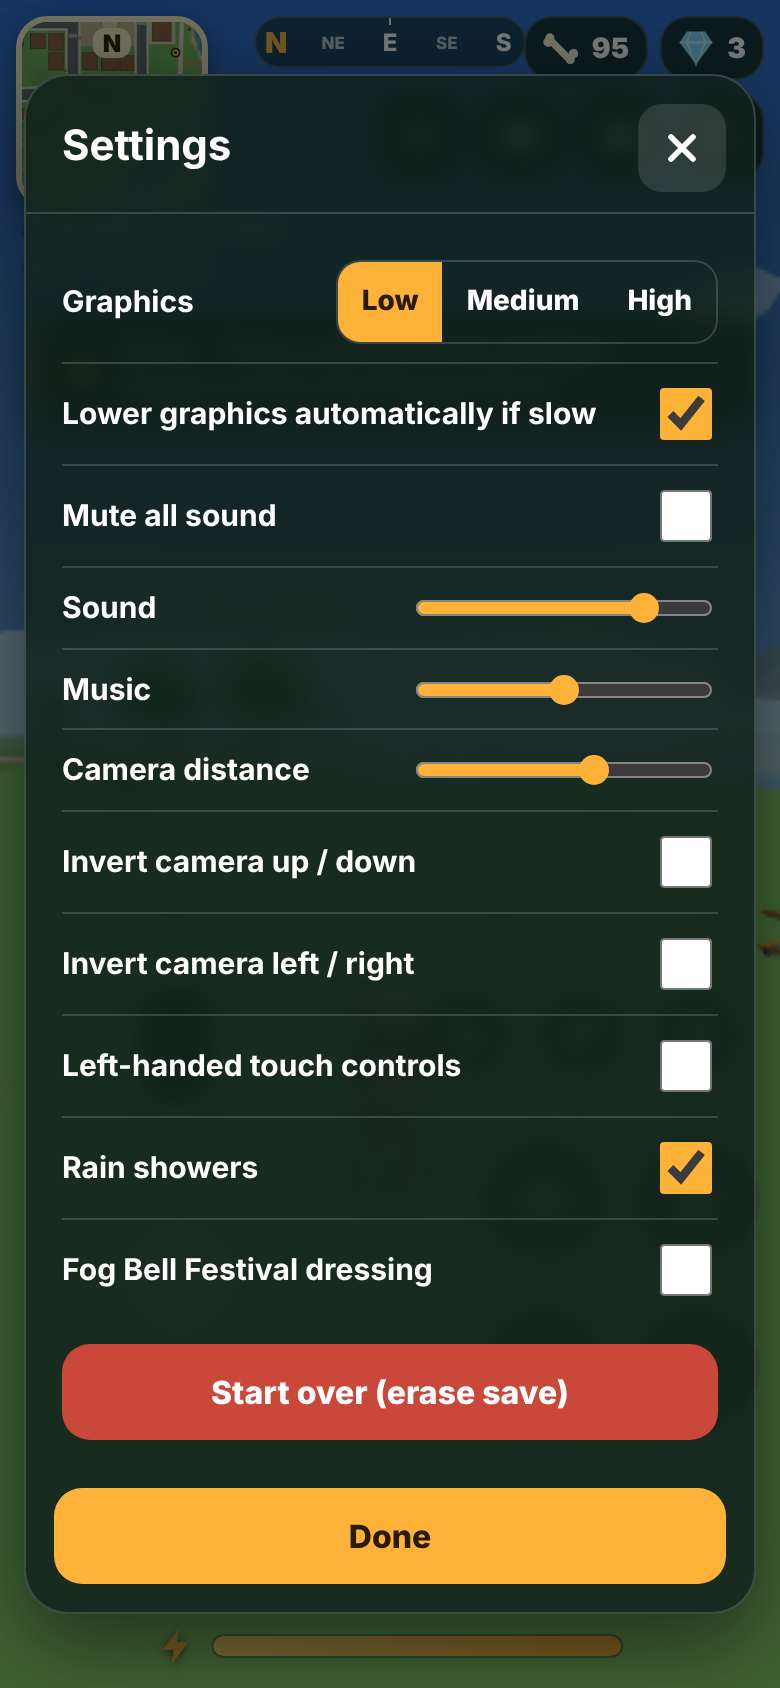 N
N NE E SE S
95
3
Settings
Graphics
Low Medium High
Lower graphics automatically if slow
Mute all sound
Sound
Music
Camera distance
Invert camera up / down
Invert camera left / right
Left-handed touch controls
Rain showers
Fog Bell Festival dressing
Start over (erase save)
Done